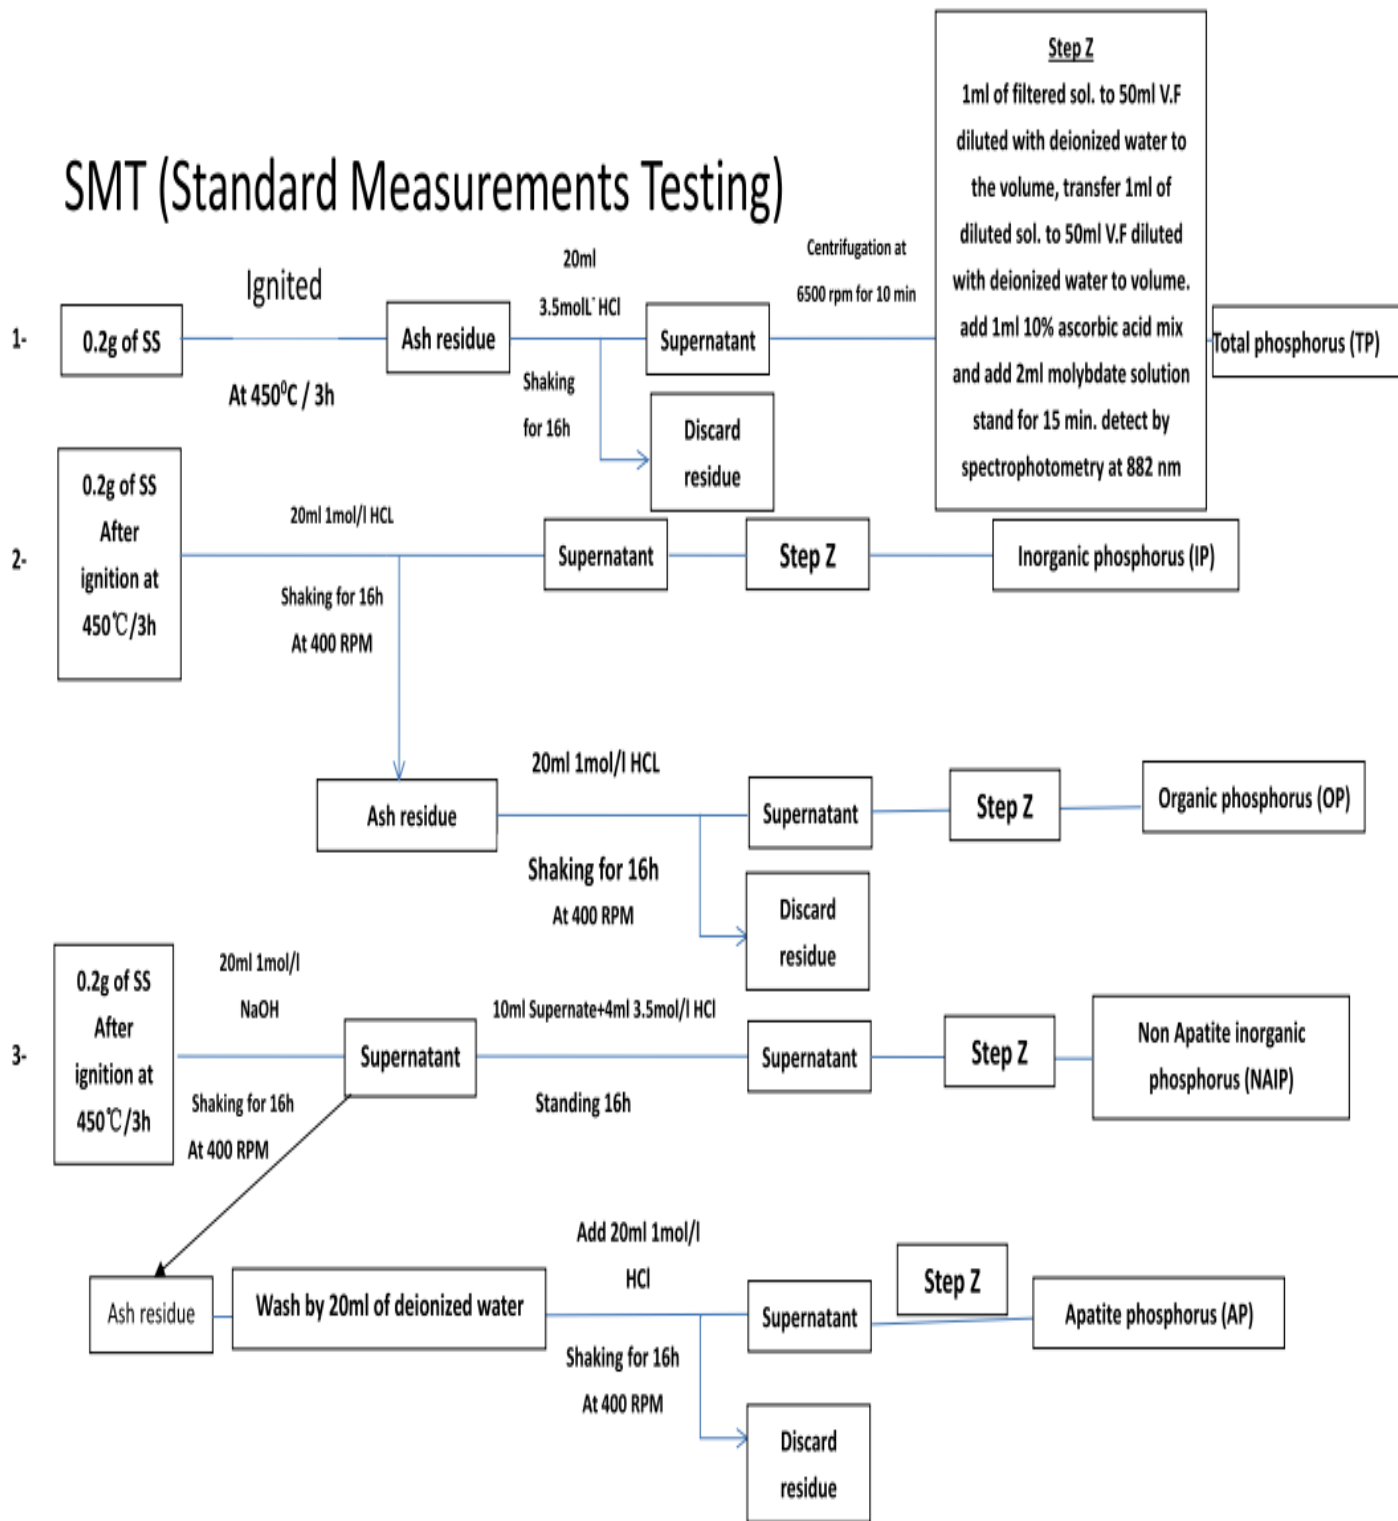 SMT (Standard Measurements Testing)
Step Z
1ml of filtered sol. to 50ml V.F
diluted with deionized water to
the volume, transfer 1ml of
diluted sol. to 50ml V.F diluted
with deionized water to volume.
add 1ml 10% ascorbic acid mix
and add 2ml molybdate solution
stand for 15 min. detect by
spectrophotometry at 882 nm
1-
0.2g of SS
Ignited
At 450⁰C / 3h
Ash residue
20ml
3.5molL⁻ HCl
Shaking
for 16h
Supernatant
Discard
residue
Centrifugation at
6500 rpm for 10 min
Total phosphorus (TP)
2-
0.2g of SS
After
ignition at
450℃/3h
20ml 1mol/l HCL
Shaking for 16h
At 400 RPM
Supernatant
Step Z
Inorganic phosphorus (IP)
Ash residue
20ml 1mol/l HCL
Shaking for 16h
At 400 RPM
Supernatant
Discard
residue
Step Z
Organic phosphorus (OP)
3-
0.2g of SS
After
ignition at
450℃/3h
20ml 1mol/l
NaOH
Shaking for 16h
At 400 RPM
Supernatant
10ml Supernate+4ml 3.5mol/l HCl
Standing 16h
Supernatant
Step Z
Non Apatite inorganic
phosphorus (NAIP)
Ash residue
Wash by 20ml of deionized water
Add 20ml 1mol/l
HCl
Shaking for 16h
At 400 RPM
Supernatant
Discard
residue
Step Z
Apatite phosphorus (AP)